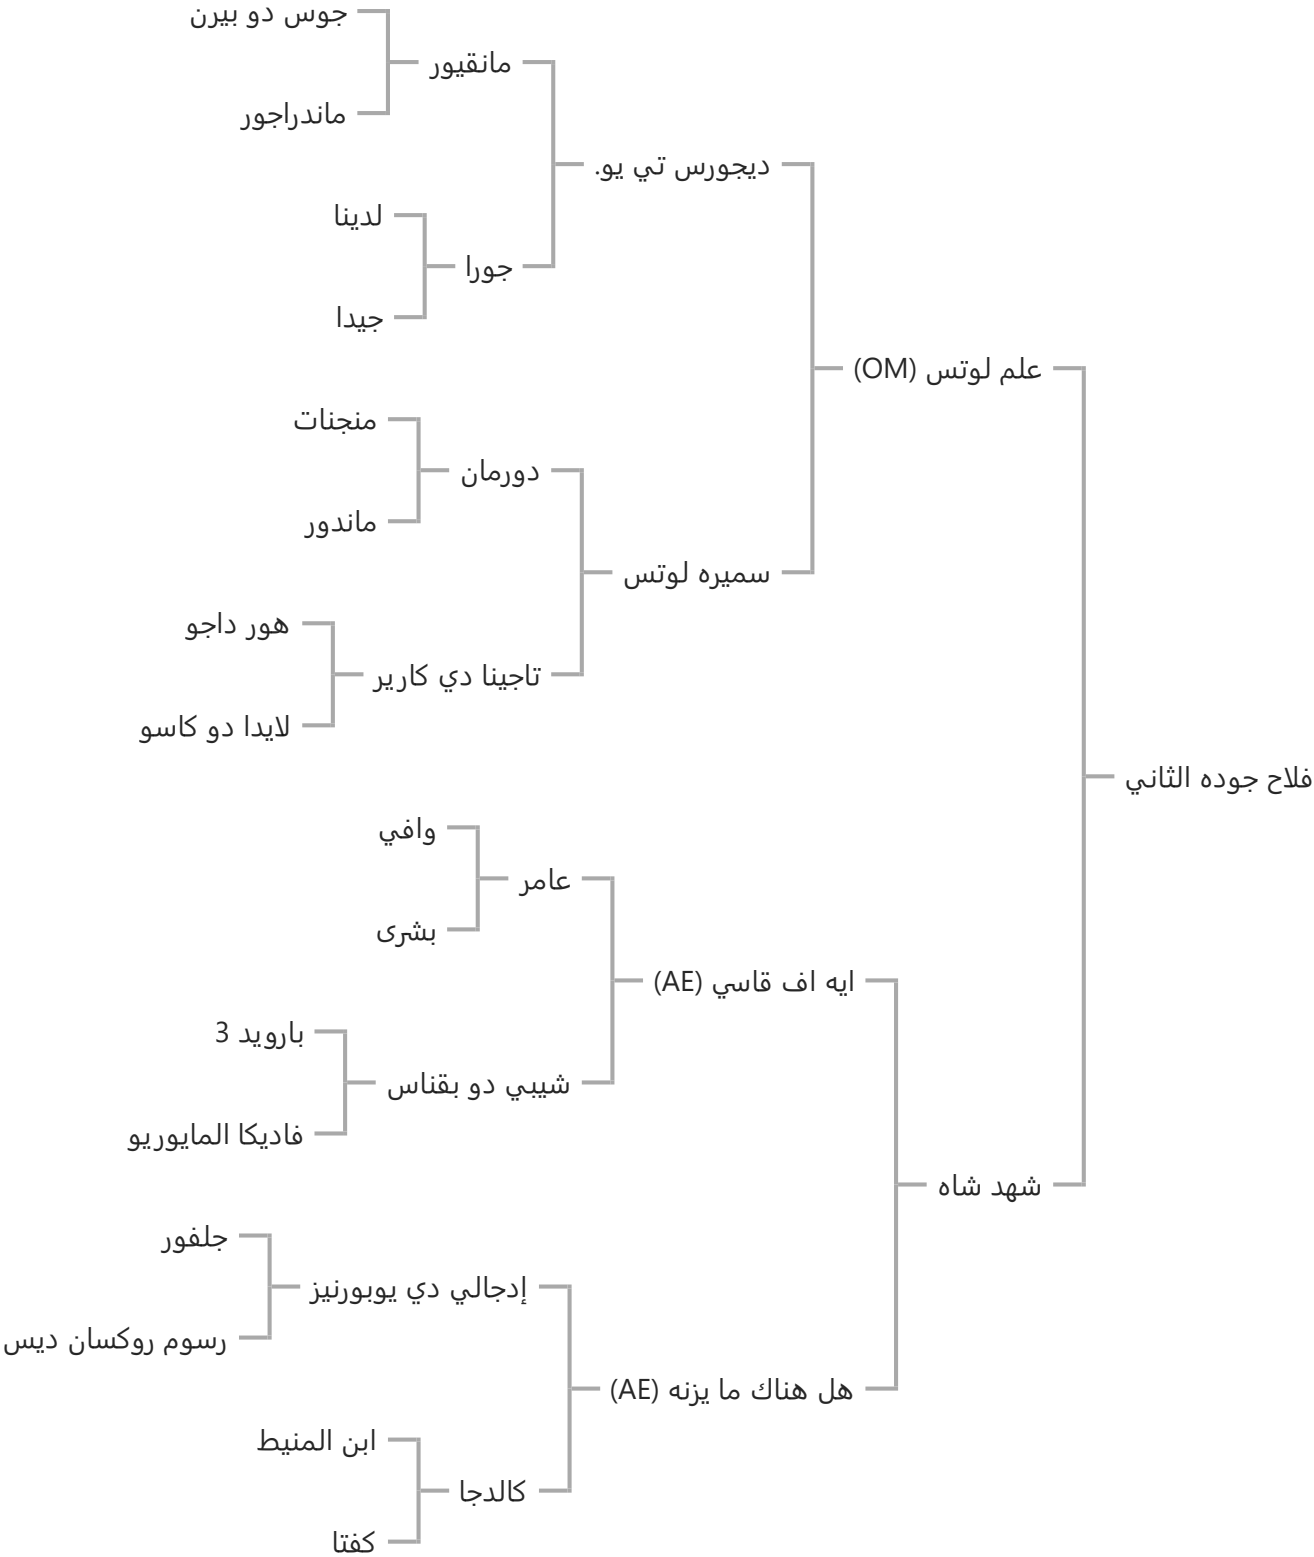 جوس دو بيرن
مانقيور
ماندراجور
ديجورس تي يو.
لدينا
جورا
جيدا
علم لوتس (OM)
منجنات
دورمان
ماندور
سميره لوتس
هور داجو
تاجينا دي كارير
لايدا دو كاسو
فلاح جوده الثاني
وافي
عامر
بشرى
ايه اف قاسي (AE)
بارويد 3
شيبي دو بقناس
فاديكا المايوريو
شهد شاه
جلفور
إدجالي دي يوبورنيز
رسوم روكسان ديس
هل هناك ما يزنه (AE)
ابن المنيط
كالدجا
كفتا